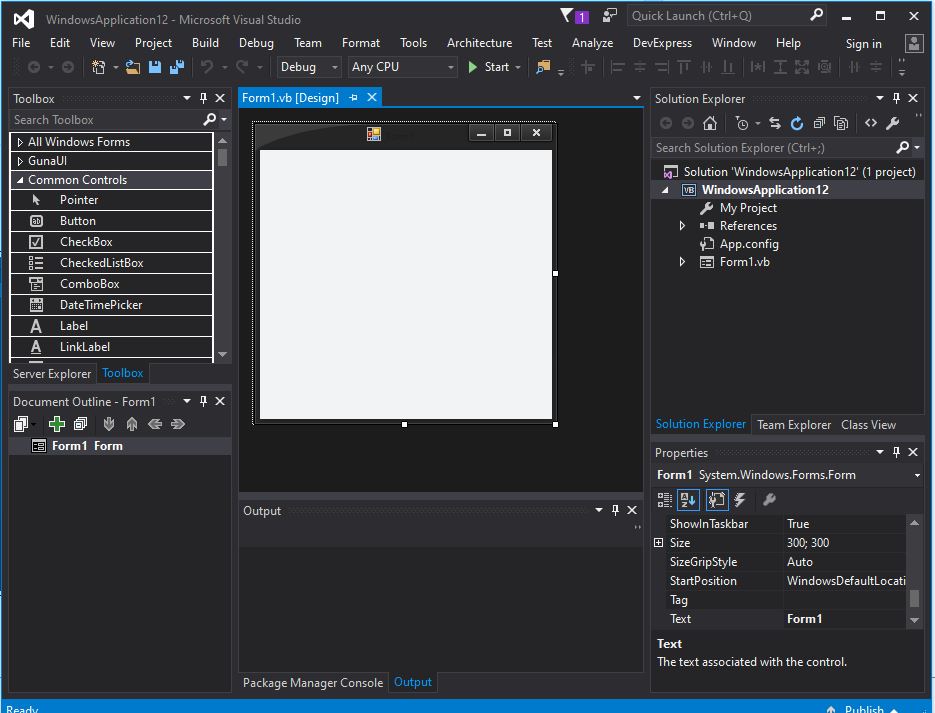 WindowsApplication12 - Microsoft Visual Studio
1
Quick Launch (Ctrl+Q)
File Edit View Project Build Debug Team Format Tools Architecture Test Analyze DevExpress Window Help Sign in
Debug Any CPU Start
Toolbox
Search Toolbox
All Windows Forms
GunaUI
Common Controls
Pointer
Button
CheckBox
CheckedListBox
ComboBox
DateTimePicker
Label
LinkLabel
Server Explorer Toolbox
Document Outline - Form1
Form1 Form
Form1.vb [Design]
Output
Package Manager Console Output
Solution Explorer
Search Solution Explorer (Ctrl+;)
Solution 'WindowsApplication12' (1 project)
VB WindowsApplication12
My Project
References
App.config
Form1.vb
Solution Explorer Team Explorer Class View
Properties
Form1 System.Windows.Forms.Form
ShowInTaskbar True
Size 300; 300
SizeGripStyle Auto
StartPosition WindowsDefaultLocati
Tag
Text Form1
Text
The text associated with the control.
Ready
Publish